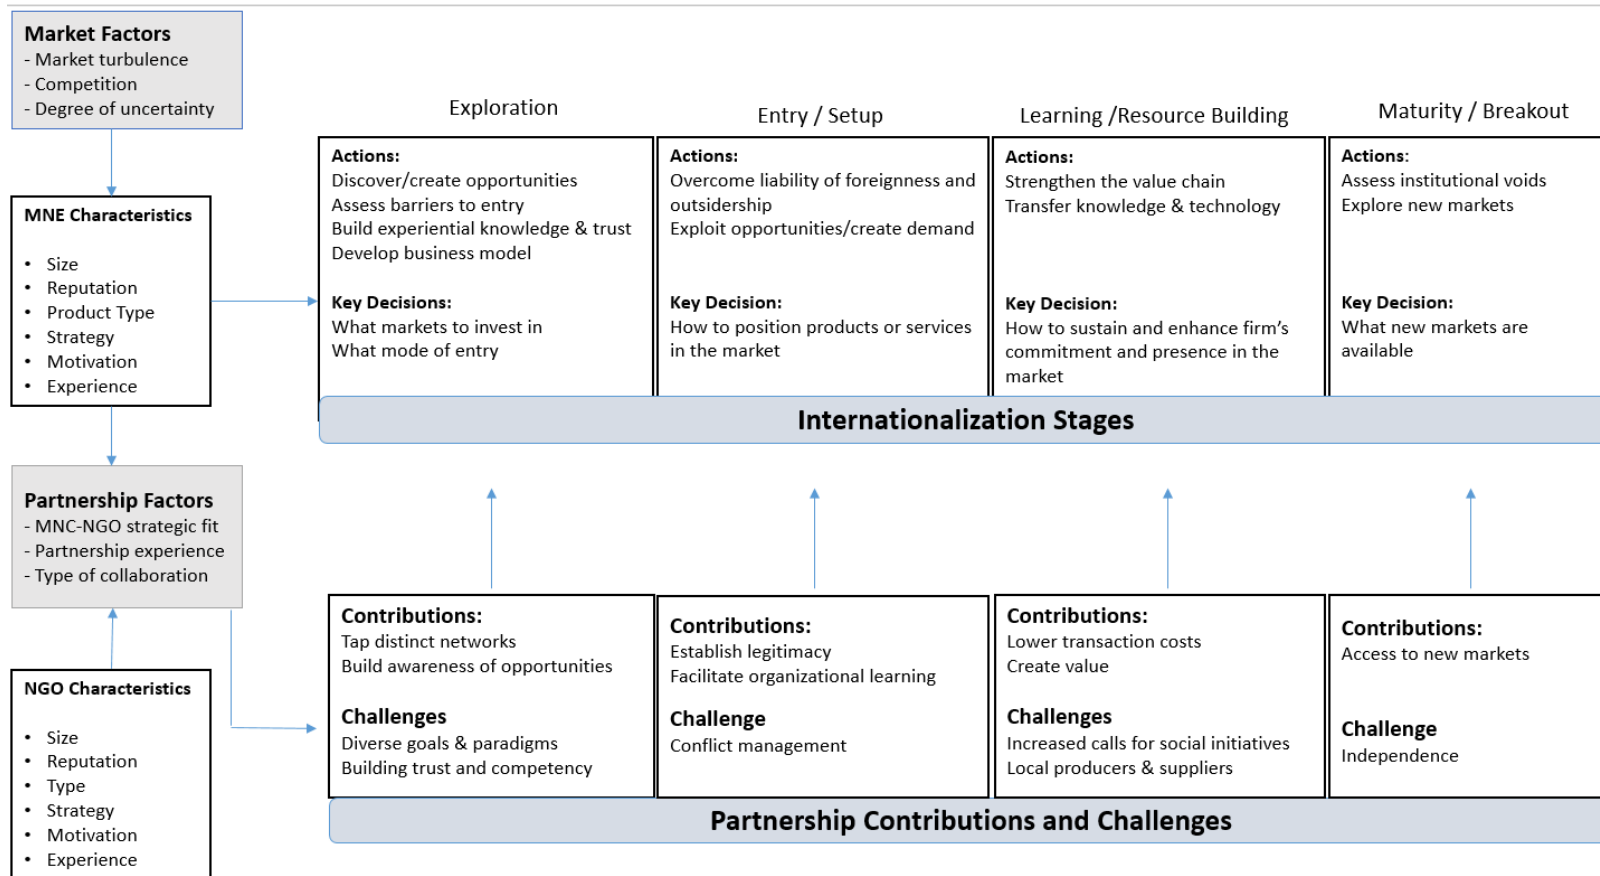 Market Factors
- Market turbulence
- Competition
- Degree of uncertainty
MNE Characteristics
• Size
• Reputation
• Product Type
• Strategy
• Motivation
• Experience
Partnership Factors
- MNC-NGO strategic fit
- Partnership experience
- Type of collaboration
NGO Characteristics
• Size
• Reputation
• Type
• Strategy
• Motivation
• Experience
Exploration
Actions:
Discover/create opportunities
Assess barriers to entry
Build experiential knowledge & trust
Develop business model
Key Decisions:
What markets to invest in
What mode of entry
Entry / Setup
Actions:
Overcome liability of foreignness and
outsidership
Exploit opportunities/create demand
Key Decision:
How to position products or services
in the market
Learning /Resource Building
Actions:
Strengthen the value chain
Transfer knowledge & technology
Key Decision:
How to sustain and enhance firm's
commitment and presence in the
market
Maturity / Breakout
Actions:
Assess institutional voids
Explore new markets
Key Decision:
What new markets are
available
Internationalization Stages
Contributions:
Tap distinct networks
Build awareness of opportunities
Challenges
Diverse goals & paradigms
Building trust and competency
Contributions:
Establish legitimacy
Facilitate organizational learning
Challenge
Conflict management
Contributions:
Lower transaction costs
Create value
Challenges
Increased calls for social initiatives
Local producers & suppliers
Contributions:
Access to new markets
Challenge
Independence
Partnership Contributions and Challenges